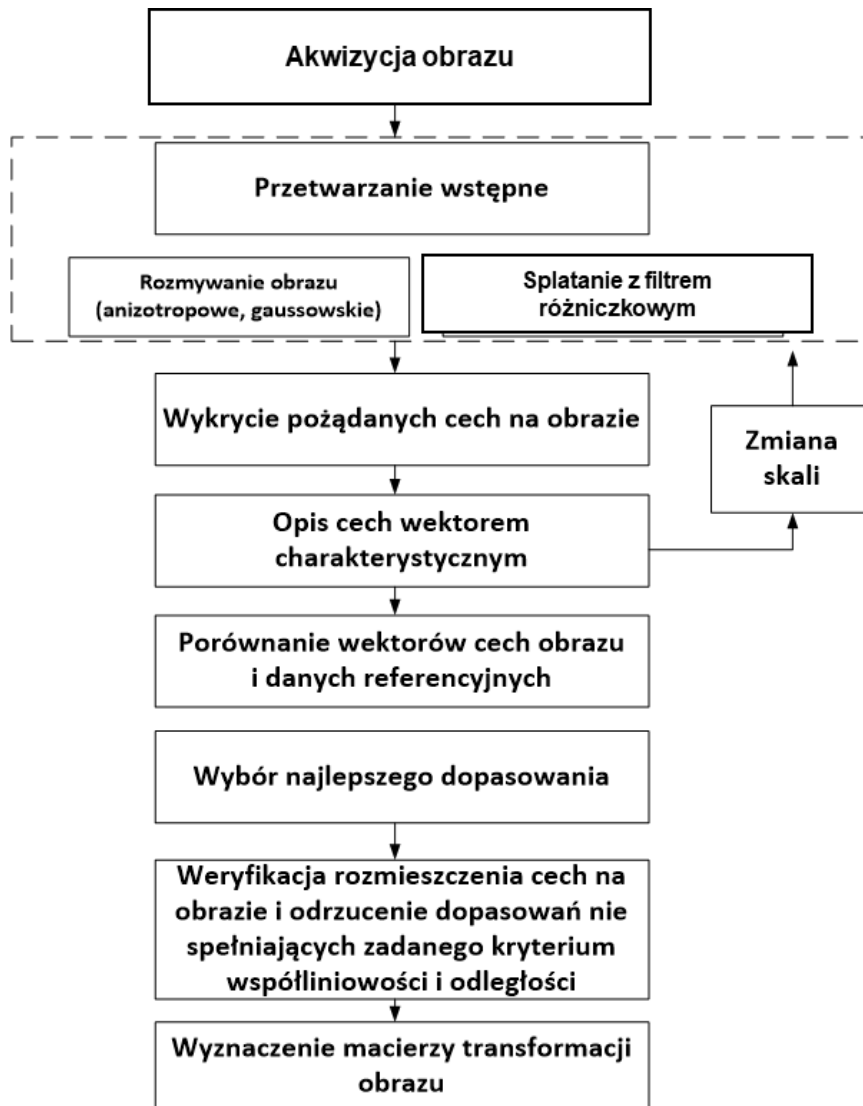 Akwizycja obrazu
Przetwarzanie wstępne
Rozmywanie obrazu
(anizotropowe, gaussowskie)
Splatanie z filtrem
różniczkowym
Wykrycie pożądanych cech na obrazie
Zmiana
skali
Opis cech wektorem
charakterystycznym
Porównanie wektorów cech obrazu
i danych referencyjnych
Wybór najlepszego dopasowania
Weryfikacja rozmieszczenia cech na
obrazie i odrzucenie dopasowań nie
spełniających zadanego kryterium
współliniowości i odległości
Wyznaczenie macierzy transformacji
obrazu